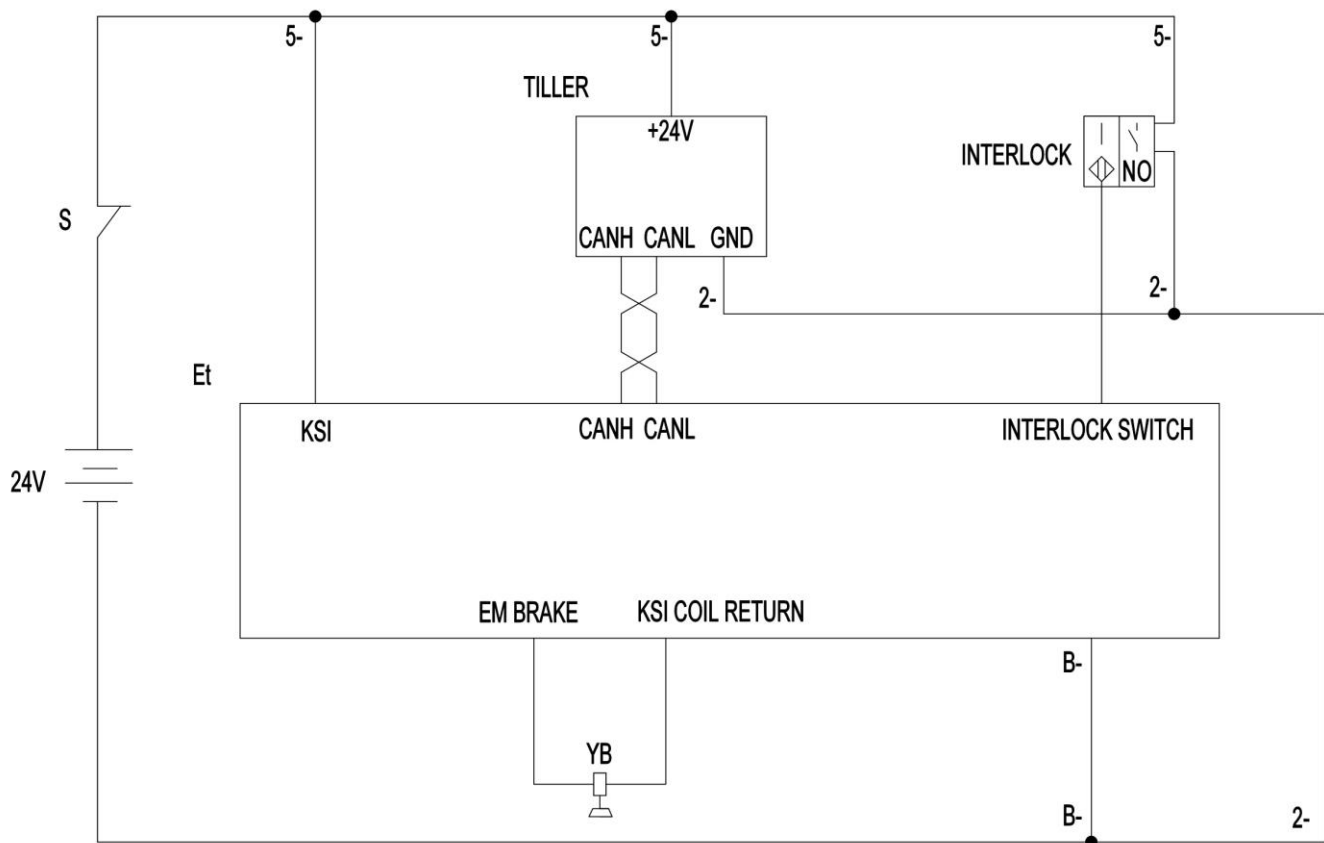 5- 5- 5-
TILLER
+24V
INTERLOCK NO
S
CANH CANL GND
2- 2-
Et
KSI CANH CANL INTERLOCK SWITCH
24V
EM BRAKE KSI COIL RETURN
B-
YB
B- 2-